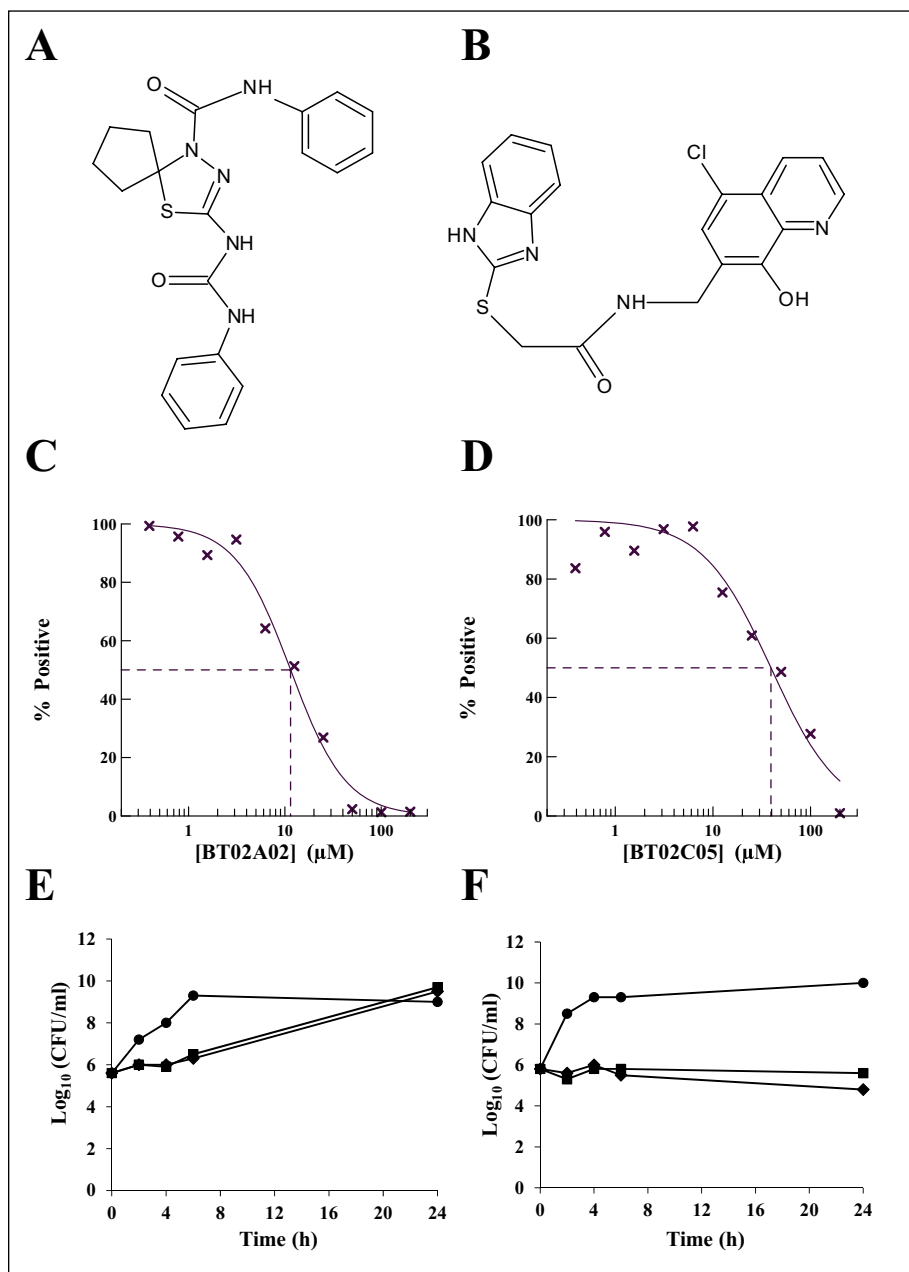 A
B
O
NH
N
N
S
NH
O
NH
Cl
N
HN
N
OH
S
NH
O
C
D
100
80
60
40
20
0
% Positive
1
10
100
[BT02A02] (µM)
100
80
60
40
20
0
% Positive
1
10
100
[BT02C05] (µM)
E
F
12
10
8
6
4
2
0
Log10 (CFU/ml)
0 4 8 12 16 20 24
Time (h)
12
10
8
6
4
2
0
Log10 (CFU/ml)
0 4 8 12 16 20 24
Time (h)